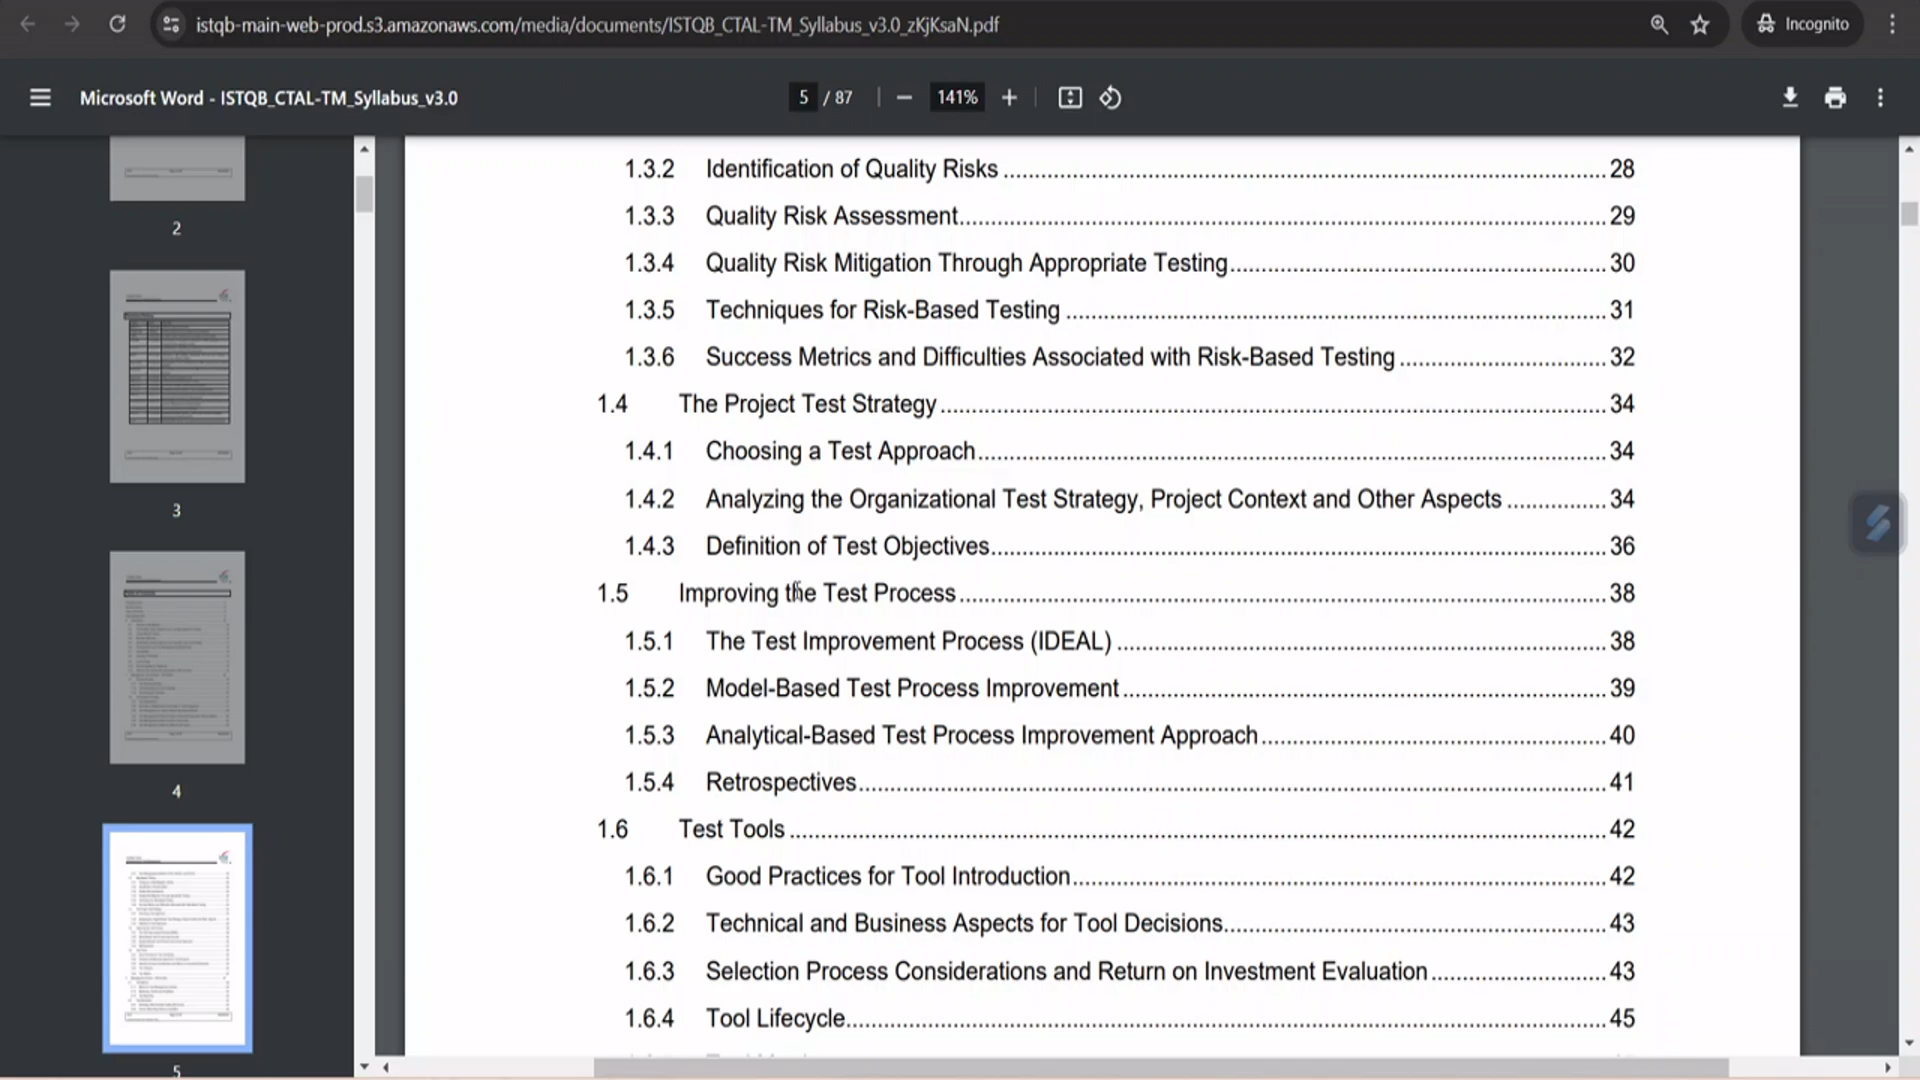 istqb-main-web-prod.s3.amazonaws.com/media/documents/ISTQB_CTAL-TM_Syllabus_v3.0_zKjKsaN.pdf
Incognito
Microsoft Word - ISTQB_CTAL-TM_Syllabus_v3.0
5 / 87
141%
1.3.2 Identification of Quality Risks 28
1.3.3 Quality Risk Assessment 29
1.3.4 Quality Risk Mitigation Through Appropriate Testing 30
1.3.5 Techniques for Risk-Based Testing 31
1.3.6 Success Metrics and Difficulties Associated with Risk-Based Testing 32
1.4 The Project Test Strategy 34
1.4.1 Choosing a Test Approach 34
1.4.2 Analyzing the Organizational Test Strategy, Project Context and Other Aspects 34
1.4.3 Definition of Test Objectives 36
1.5 Improving the Test Process 38
1.5.1 The Test Improvement Process (IDEAL) 38
1.5.2 Model-Based Test Process Improvement 39
1.5.3 Analytical-Based Test Process Improvement Approach 40
1.5.4 Retrospectives 41
1.6 Test Tools 42
1.6.1 Good Practices for Tool Introduction 42
1.6.2 Technical and Business Aspects for Tool Decisions 43
1.6.3 Selection Process Considerations and Return on Investment Evaluation 43
1.6.4 Tool Lifecycle 45
2
3
4
5